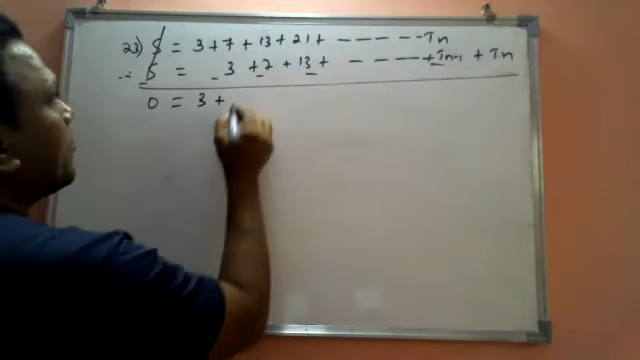 23) S = 3 + 7 + 13 + 21 + — — — — - Tn
S = 3 + 7 + 13 + — — — + Tn-1 + Tn
0 = 3 +